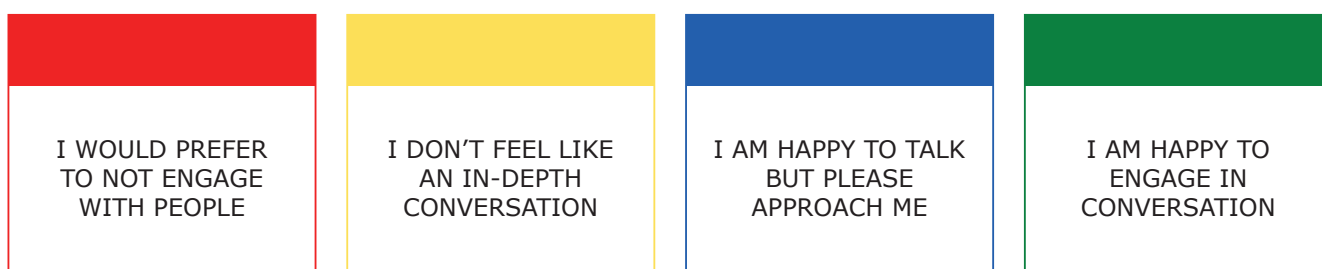 I WOULD PREFER
TO NOT ENGAGE
WITH PEOPLE
I DON’T FEEL LIKE
AN IN-DEPTH
CONVERSATION
I AM HAPPY TO TALK
BUT PLEASE
APPROACH ME
I AM HAPPY TO
ENGAGE IN
CONVERSATION